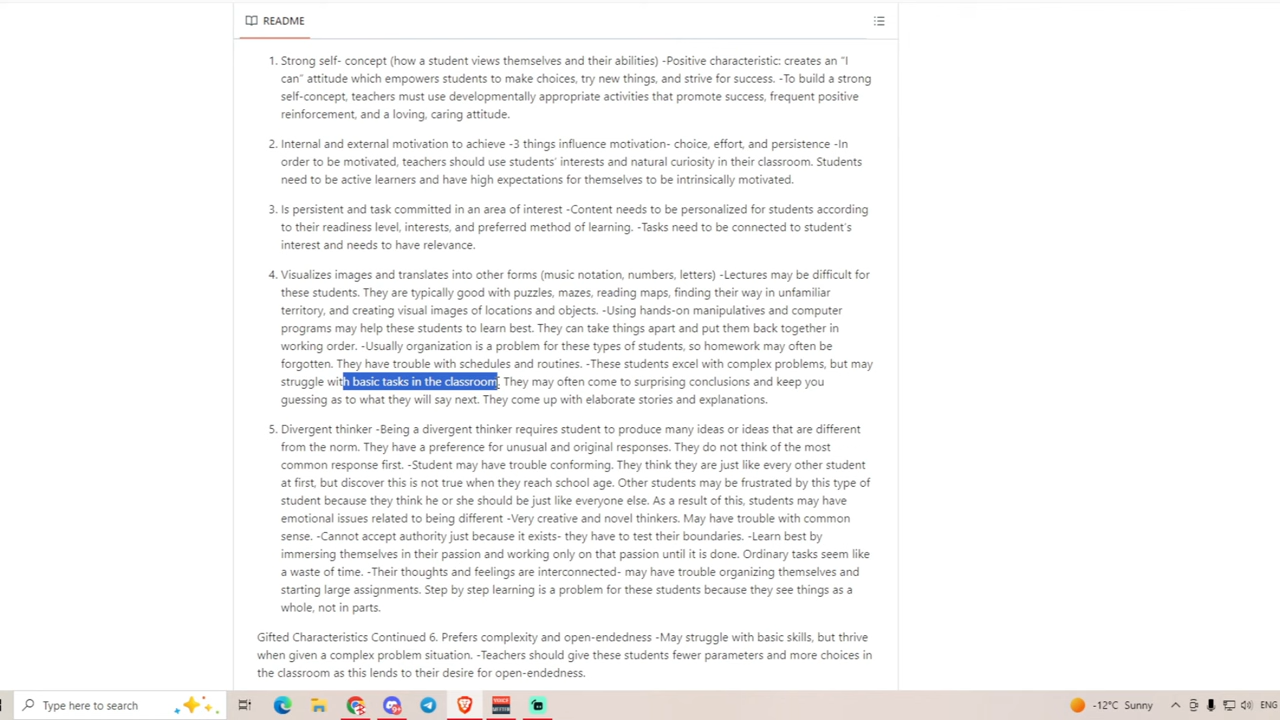 README
1. Strong self- concept (how a student views themselves and their abilities) -Positive characteristic: creates an "I
can" attitude which empowers students to make choices, try new things, and strive for success. -To build a strong
self-concept, teachers must use developmentally appropriate activities that promote success, frequent positive
reinforcement, and a loving, caring attitude.
2. Internal and external motivation to achieve -3 things influence motivation- choice, effort, and persistence -In
order to be motivated, teachers should use students' interests and natural curiosity in their classroom. Students
need to be active learners and have high expectations for themselves to be intrinsically motivated.
3. Is persistent and task committed in an area of interest -Content needs to be personalized for students according
to their readiness level, interests, and preferred method of learning. -Tasks need to be connected to student's
interest and needs to have relevance.
4. Visualizes images and translates into other forms (music notation, numbers, letters) -Lectures may be difficult for
these students. They are typically good with puzzles, mazes, reading maps, finding their way in unfamiliar
territory, and creating visual images of locations and objects. -Using hands-on manipulatives and computer
programs may help these students to learn best. They can take things apart and put them back together in
working order. -Usually organization is a problem for these types of students, so homework may often be
forgotten. They have trouble with schedules and routines. -These students excel with complex problems, but may
struggle with basic tasks in the classroom. They may often come to surprising conclusions and keep you
guessing as to what they will say next. They come up with elaborate stories and explanations.
5. Divergent thinker -Being a divergent thinker requires student to produce many ideas or ideas that are different
from the norm. They have a preference for unusual and original responses. They do not think of the most
common response first. -Student may have trouble conforming. They think they are just like every other student
at first, but discover this is not true when they reach school age. Other students may be frustrated by this type of
student because they think he or she should be just like everyone else. As a result of this, students may have
emotional issues related to being different -Very creative and novel thinkers. May have trouble with common
sense. -Cannot accept authority just because it exists- they have to test their boundaries. -Learn best by
immersing themselves in their passion and working only on that passion until it is done. Ordinary tasks seem like
a waste of time. -Their thoughts and feelings are interconnected- may have trouble organizing themselves and
starting large assignments. Step by step learning is a problem for these students because they see things as a
whole, not in parts.
Gifted Characteristics Continued 6. Prefers complexity and open-endedness -May struggle with basic skills, but thrive
when given a complex problem situation. -Teachers should give these students fewer parameters and more choices in
the classroom as this lends to their desire for open-endedness.
Type here to search
-12°C Sunny
ENG